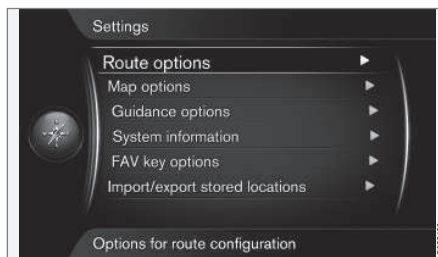 Settings
Route options
Map options
Guidance options
System information
FAV key options
Import/export stored locations
Options for route configuration